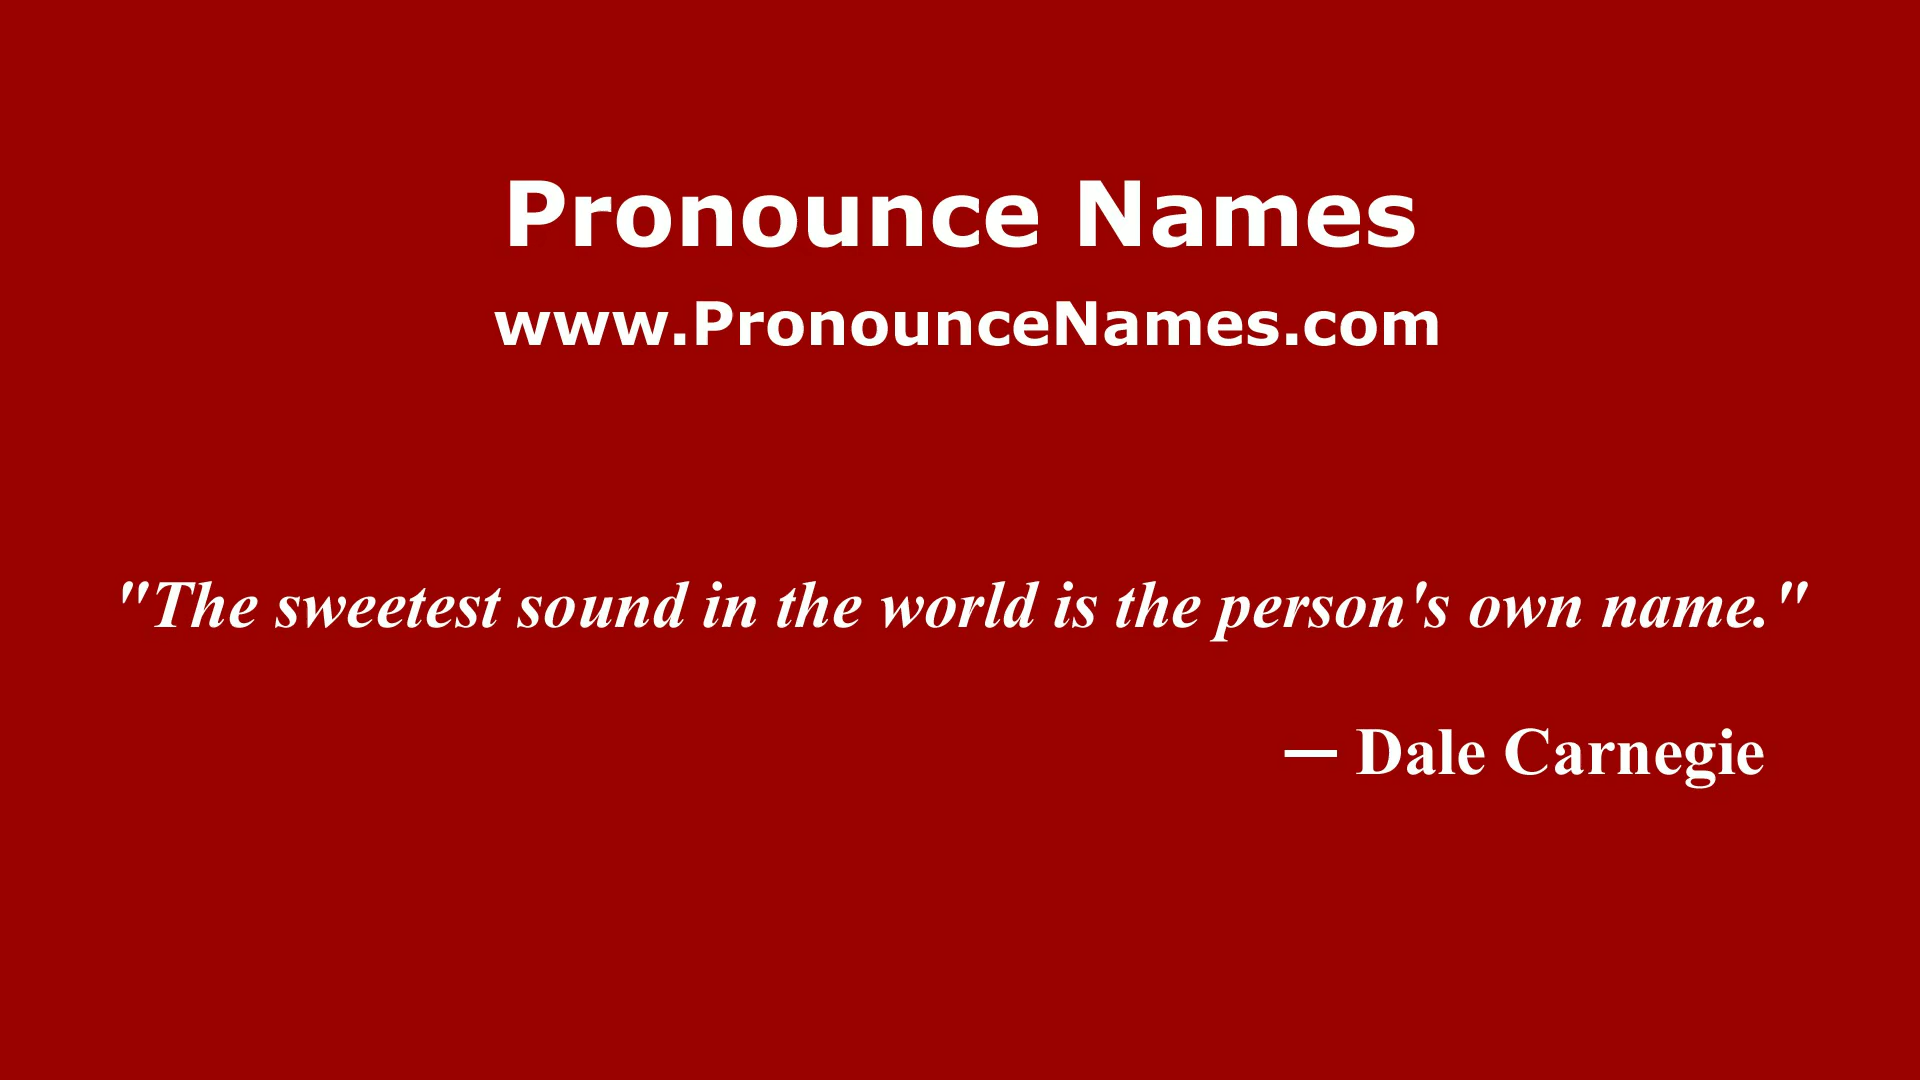 Pronounce Names
www.PronounceNames.com
"The sweetest sound in the world is the person's own name."
— Dale Carnegie